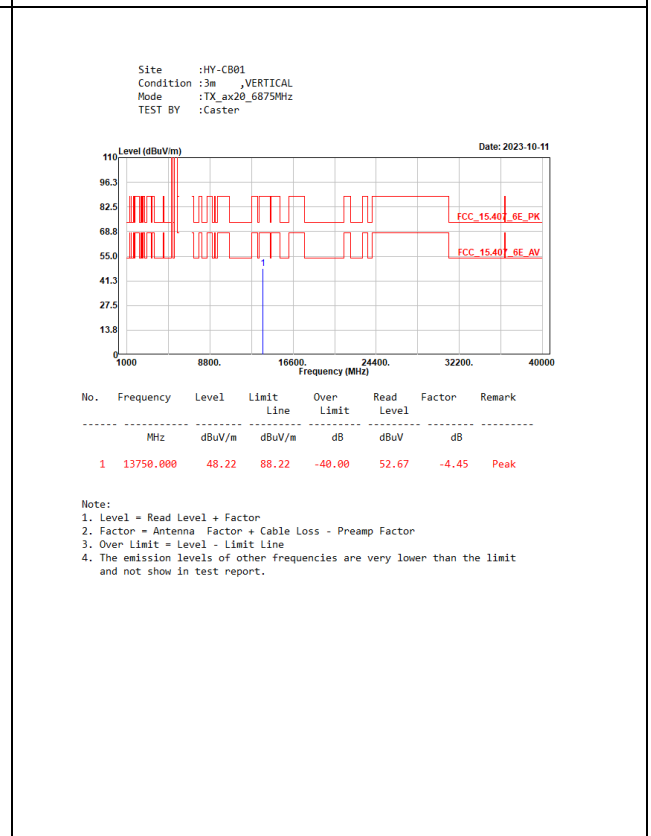 Site :HY-CB01
Condition :3m ,VERTICAL
Mode :TX_ax20_6875MHz
TEST BY :Caster
Level (dBuV/m) Date: 2023-10-11
110
96.3
82.5
FCC_15.407_6E_PK
68.8
FCC_15.407_6E_AV
55.0
1
41.3
27.5
13.8
0
1000 8800. 16600. 24400. 32200. 40000
Frequency (MHz)
No. Frequency Level Limit Over Read Factor Remark
Line Limit Level
------ ----------- -------- --------- -------- --------- ------- ---------
MHz dBuV/m dBuV/m dB dBuV dB
1 13750.000 48.22 88.22 -40.00 52.67 -4.45 Peak
Note:
1. Level = Read Level + Factor
2. Factor = Antenna Factor + Cable Loss - Preamp Factor
3. Over Limit = Level - Limit Line
4. The emission levels of other frequencies are very lower than the limit
and not show in test report.